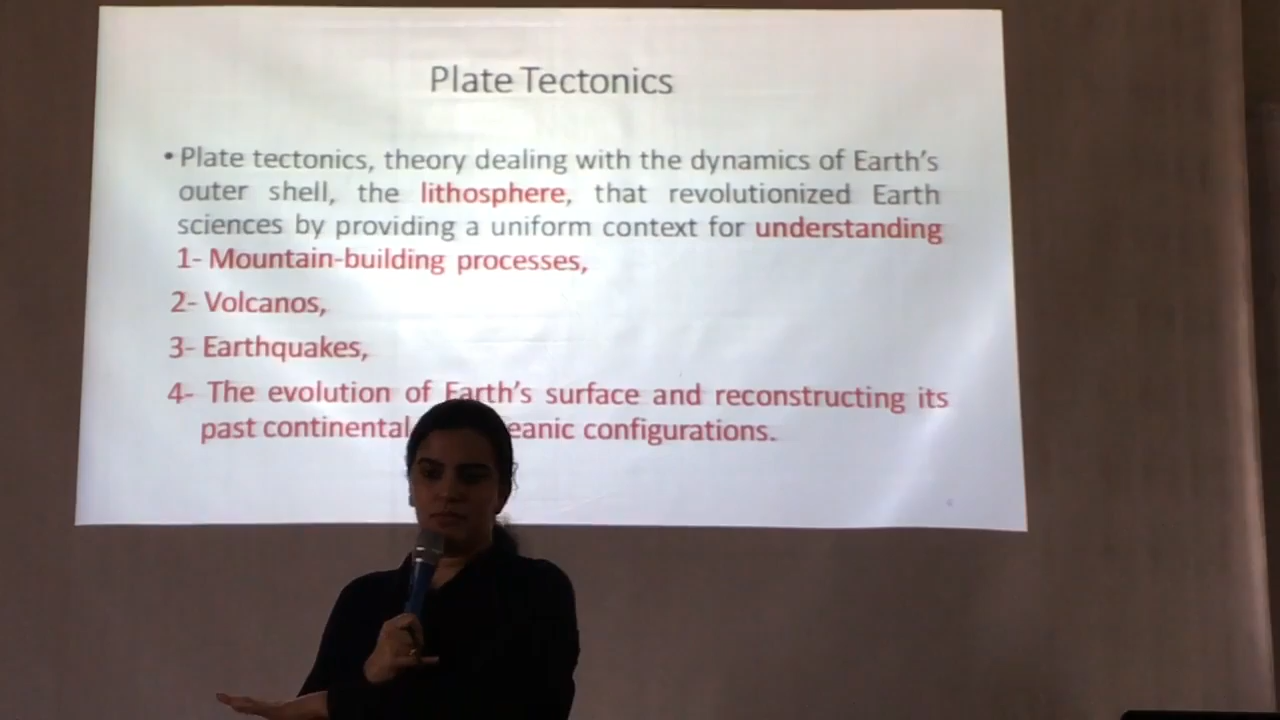 Plate Tectonics
• Plate tectonics, theory dealing with the dynamics of Earth's
outer shell, the lithosphere, that revolutionized Earth
sciences by providing a uniform context for understanding
1- Mountain-building processes,
2- Volcanos,
3- Earthquakes,
4- The evolution of Earth's surface and reconstructing its
past continental eanic configurations.